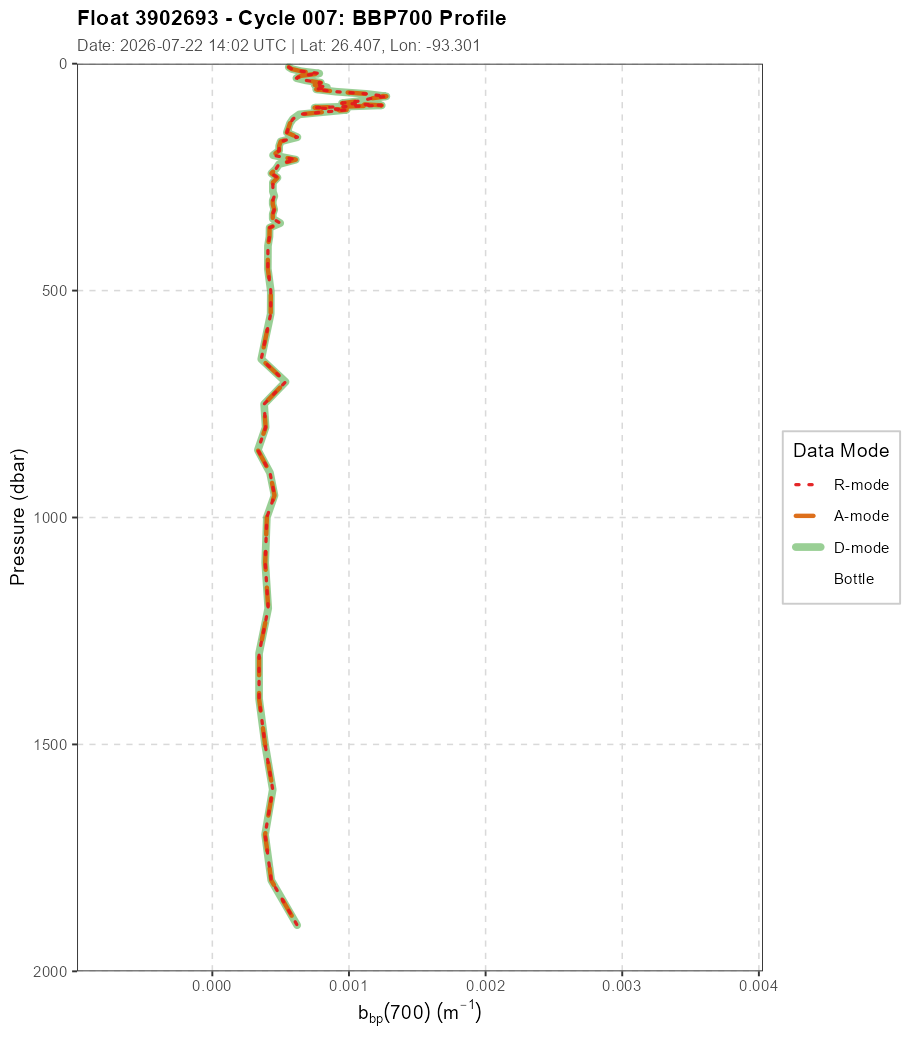 Float 3902693 - Cycle 007: BBP700 Profile
Date: 2026-07-22 14:02 UTC | Lat: 26.407, Lon: -93.301
0
500
1000
1500
2000
Pressure (dbar)
0.000
0.001
0.002
0.003
0.004
b_bp(700) (m⁻¹)
Data Mode
R-mode
A-mode
D-mode
Bottle